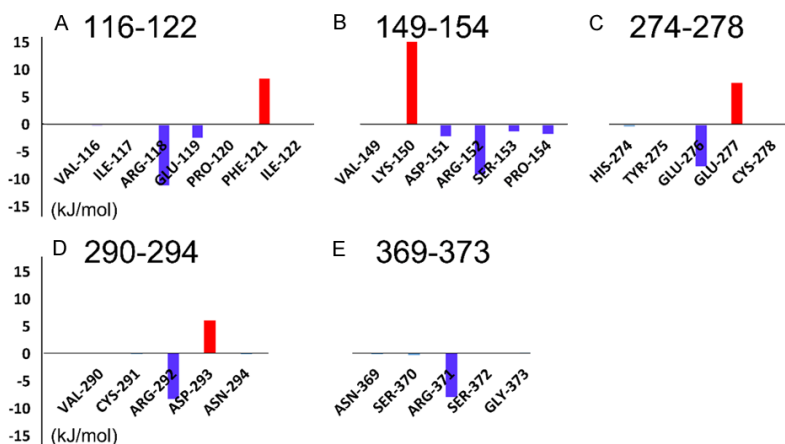 A 116-122
B 149-154
C 274-278
15
10
5
0
-5
-10
-15
VAL-116
ILE-117
ARG-118
GLU-119
PRO-120
PHE-121
ILE-122
VAL-149
LYS-150
ASP-151
ARG-152
SER-153
PRO-154
HIS-274
TYR-275
GLU-276
GLU-277
CYS-278
(kJ/mol)
D 290-294
E 369-373
15
10
5
0
-5
-10
-15
VAL-290
CYS-291
ARG-292
ASP-293
ASN-294
ASN-369
SER-370
ARG-371
SER-372
GLY-373
(kJ/mol)